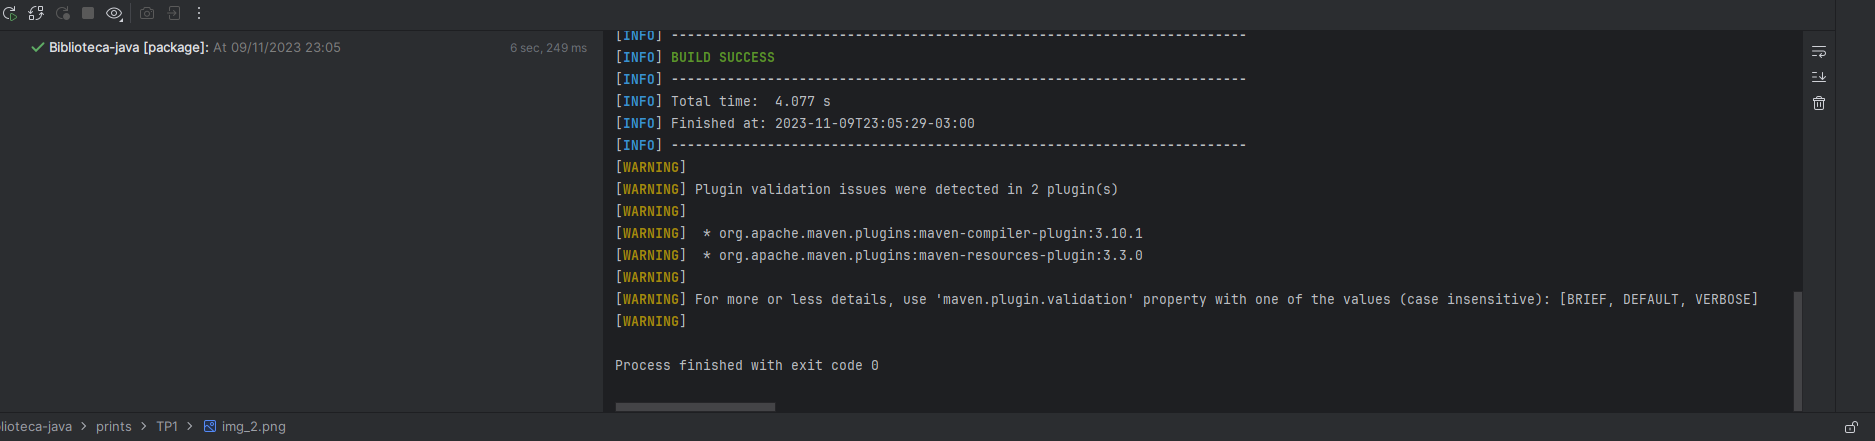 Biblioteca-java [package]: At 09/11/2023 23:05 6 sec, 249 ms
[INFO] ------------------------------------------------------------------------
[INFO] BUILD SUCCESS
[INFO] ------------------------------------------------------------------------
[INFO] Total time:  4.077 s
[INFO] Finished at: 2023-11-09T23:05:29-03:00
[INFO] ------------------------------------------------------------------------
[WARNING]
[WARNING] Plugin validation issues were detected in 2 plugin(s)
[WARNING]
[WARNING]  * org.apache.maven.plugins:maven-compiler-plugin:3.10.1
[WARNING]  * org.apache.maven.plugins:maven-resources-plugin:3.3.0
[WARNING]
[WARNING] For more or less details, use 'maven.plugin.validation' property with one of the values (case insensitive): [BRIEF, DEFAULT, VERBOSE]
[WARNING]
Process finished with exit code 0
lioteca-java > prints > TP1 > img_2.png